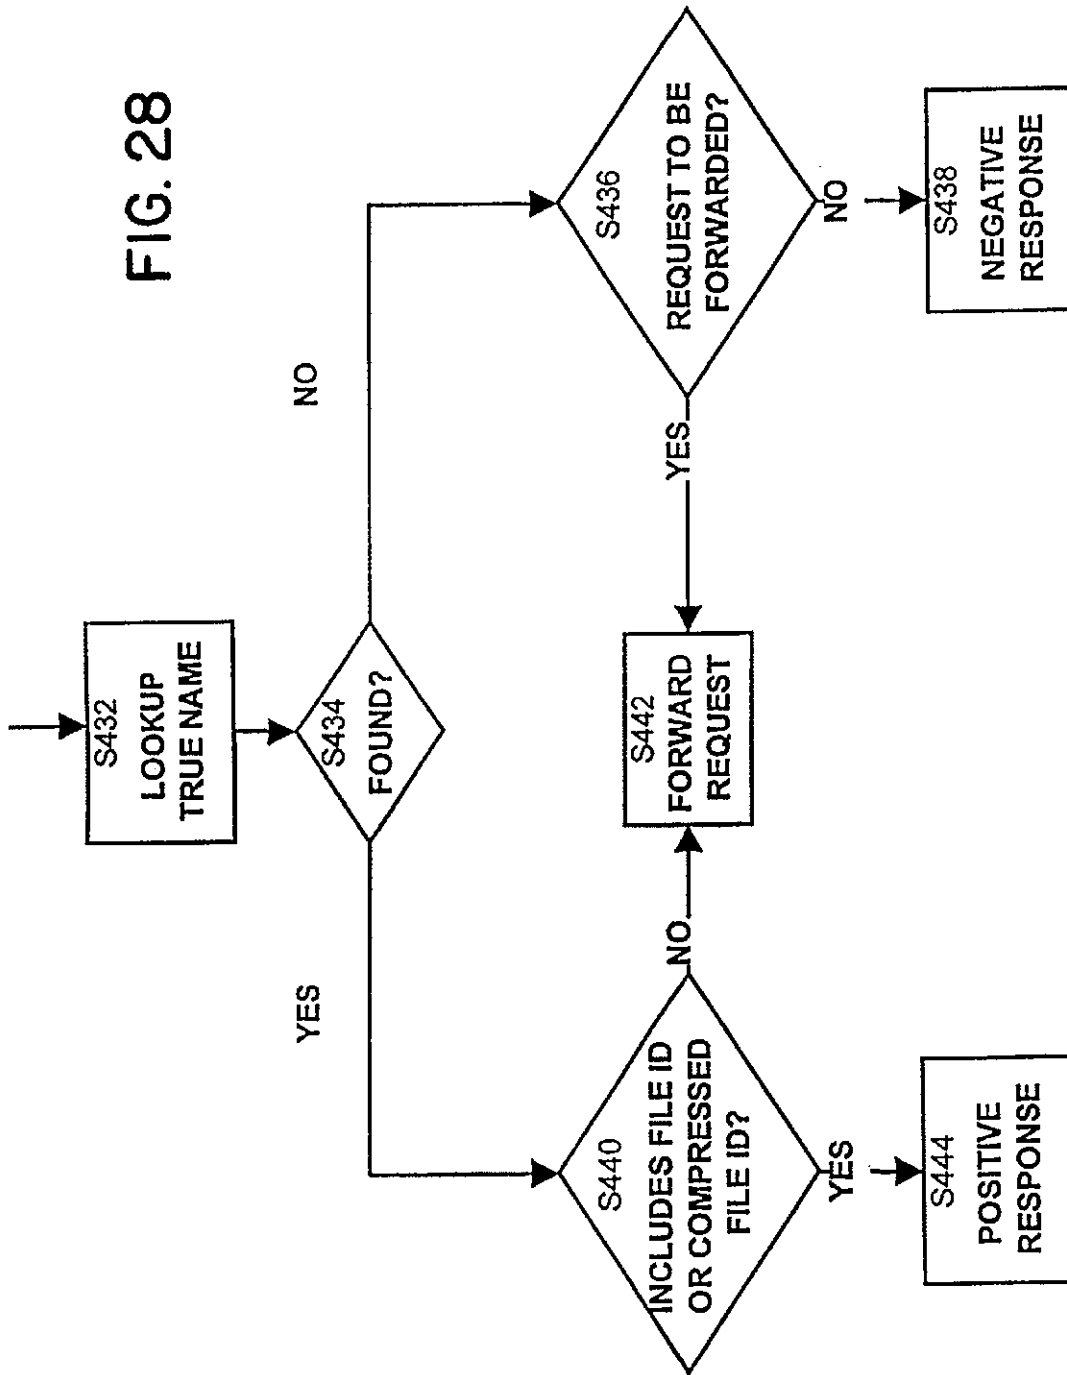 FIG. 28
S432
LOOKUP
TRUE NAME
S434
FOUND?
YES
NO
S440
INCLUDES FILE ID
OR COMPRESSED
FILE ID?
NO
YES
S442
FORWARD
REQUEST
S436
REQUEST TO BE
FORWARDED?
YES
NO
S444
POSITIVE
RESPONSE
S438
NEGATIVE
RESPONSE